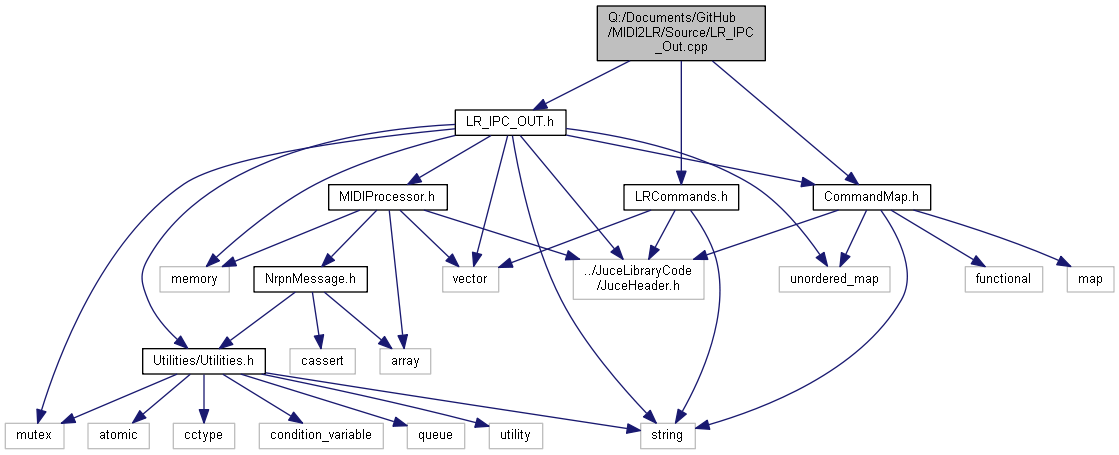 Q:/Documents/GitHub
/MIDI2LR/Source/LR_IPC
_Out.cpp
LR_IPC_OUT.h
MIDIProcessor.h
LRCommands.h
CommandMap.h
memory
NrpnMessage.h
vector
../JuceLibraryCode
/JuceHeader.h
unordered_map
functional
map
Utilities/Utilities.h
cassert
array
mutex
atomic
cctype
condition_variable
queue
utility
string